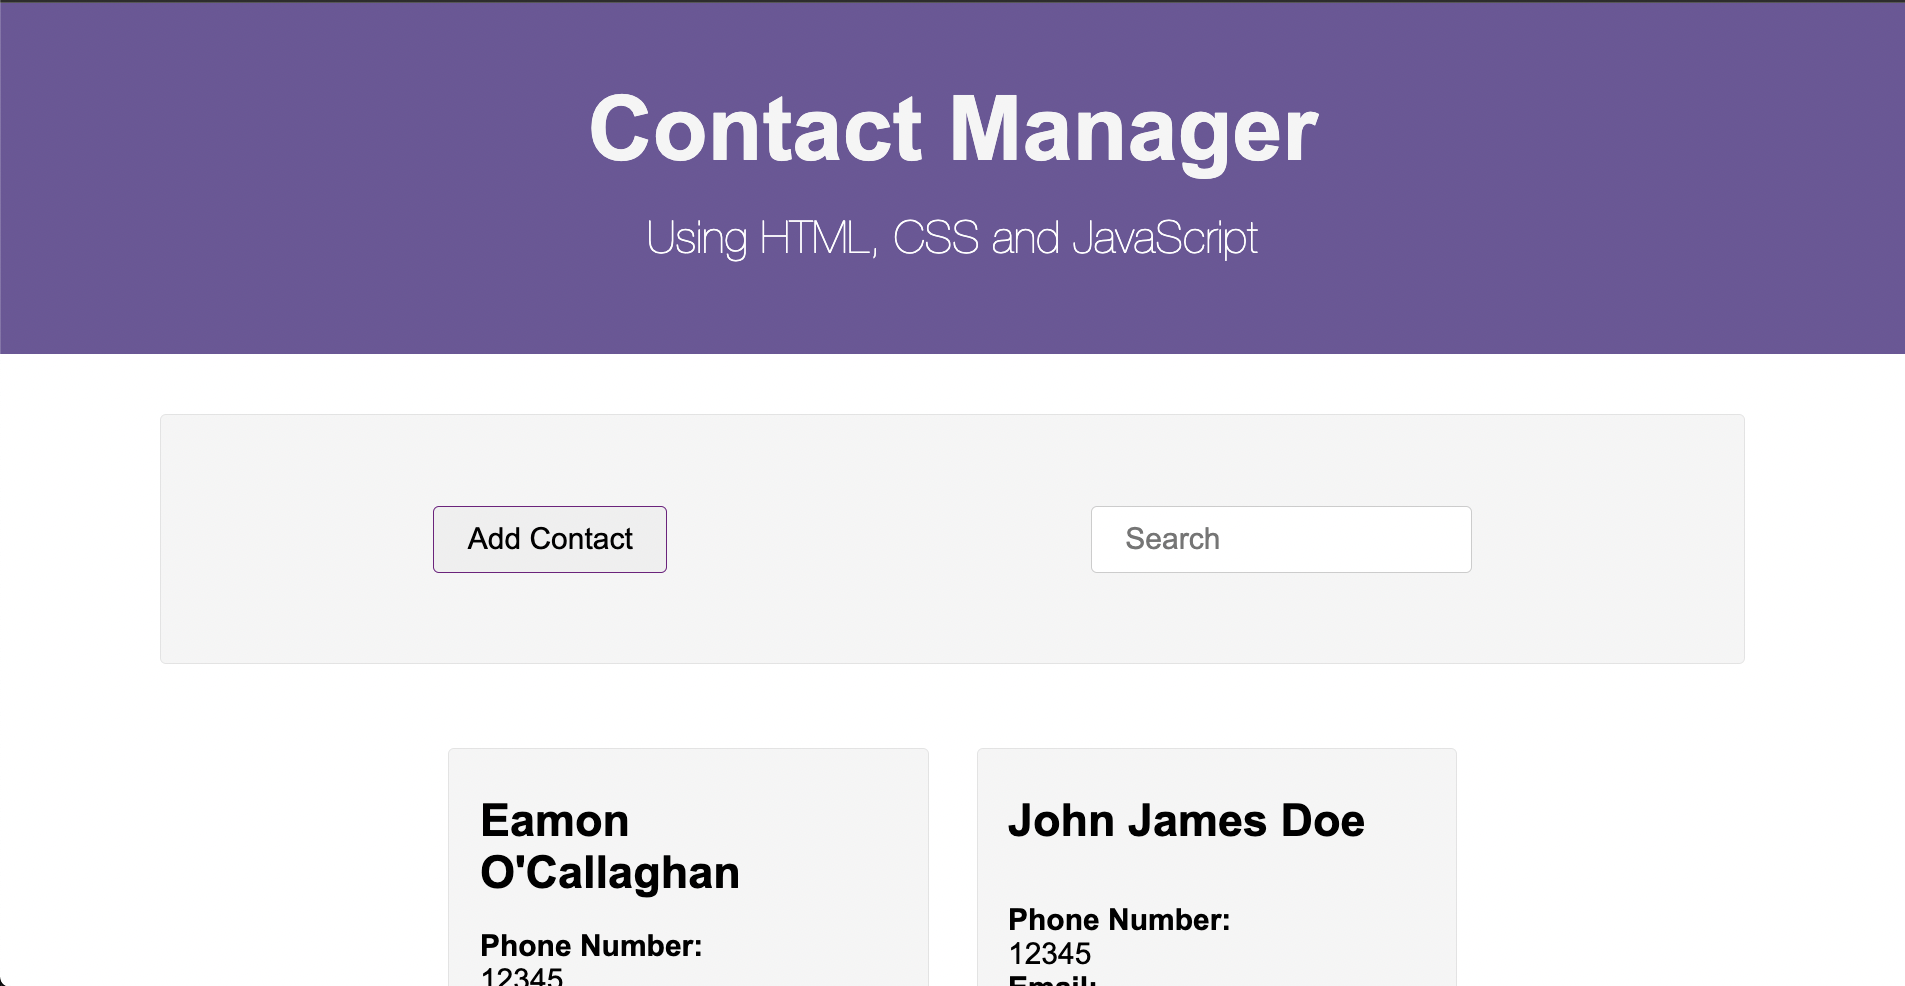 Contact Manager
Using HTML, CSS and JavaScript
Add Contact
Search
Eamon
O'Callaghan
Phone Number:
12345
John James Doe
Phone Number:
12345
Email: